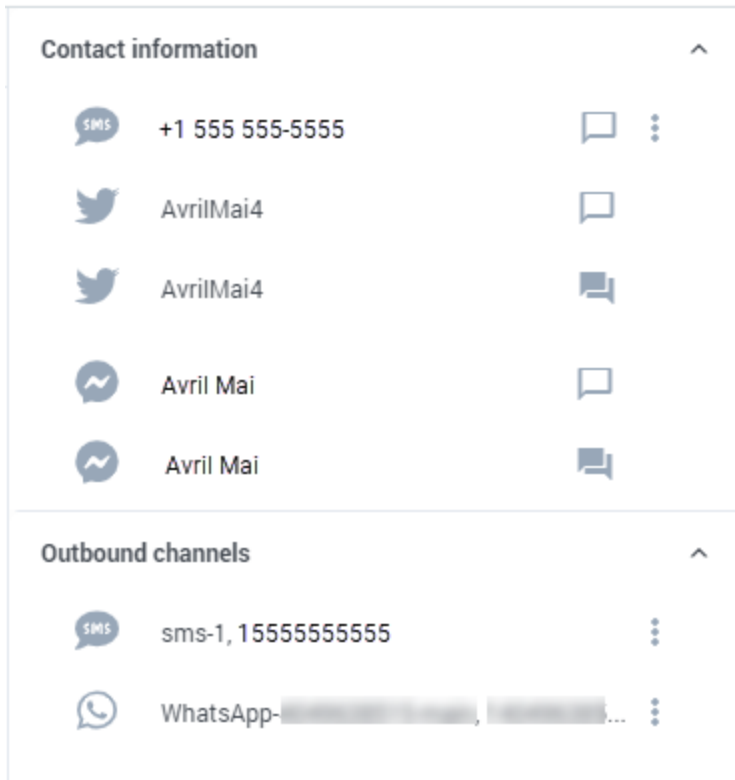 Contact information
SMS +1 555 555-5555
AvrilMai4
AvrilMai4
Avril Mai
Avril Mai
Outbound channels
SMS sms-1, 15555555555
WhatsApp-